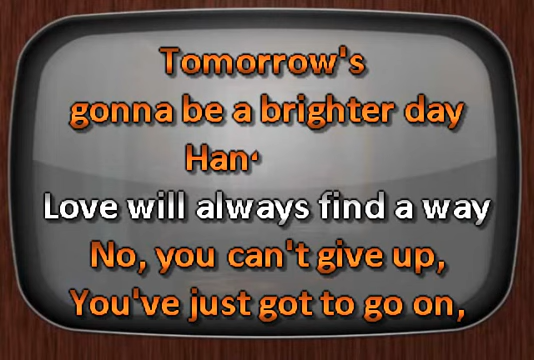 Tomorrow's
gonna be a brighter day
Love will always find a way
No, you can't give up,
You've just got to go on,